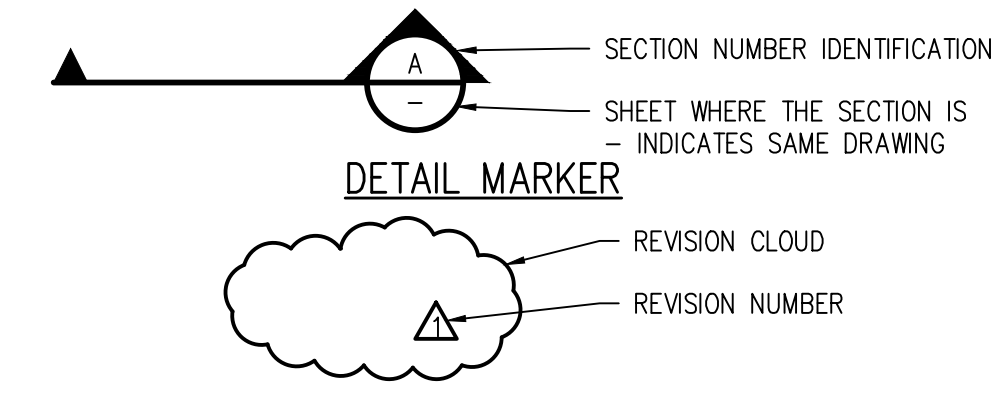 A
SECTION NUMBER IDENTIFICATION
–
SHEET WHERE THE SECTION IS
– INDICATES SAME DRAWING
DETAIL MARKER
REVISION CLOUD
REVISION NUMBER
1